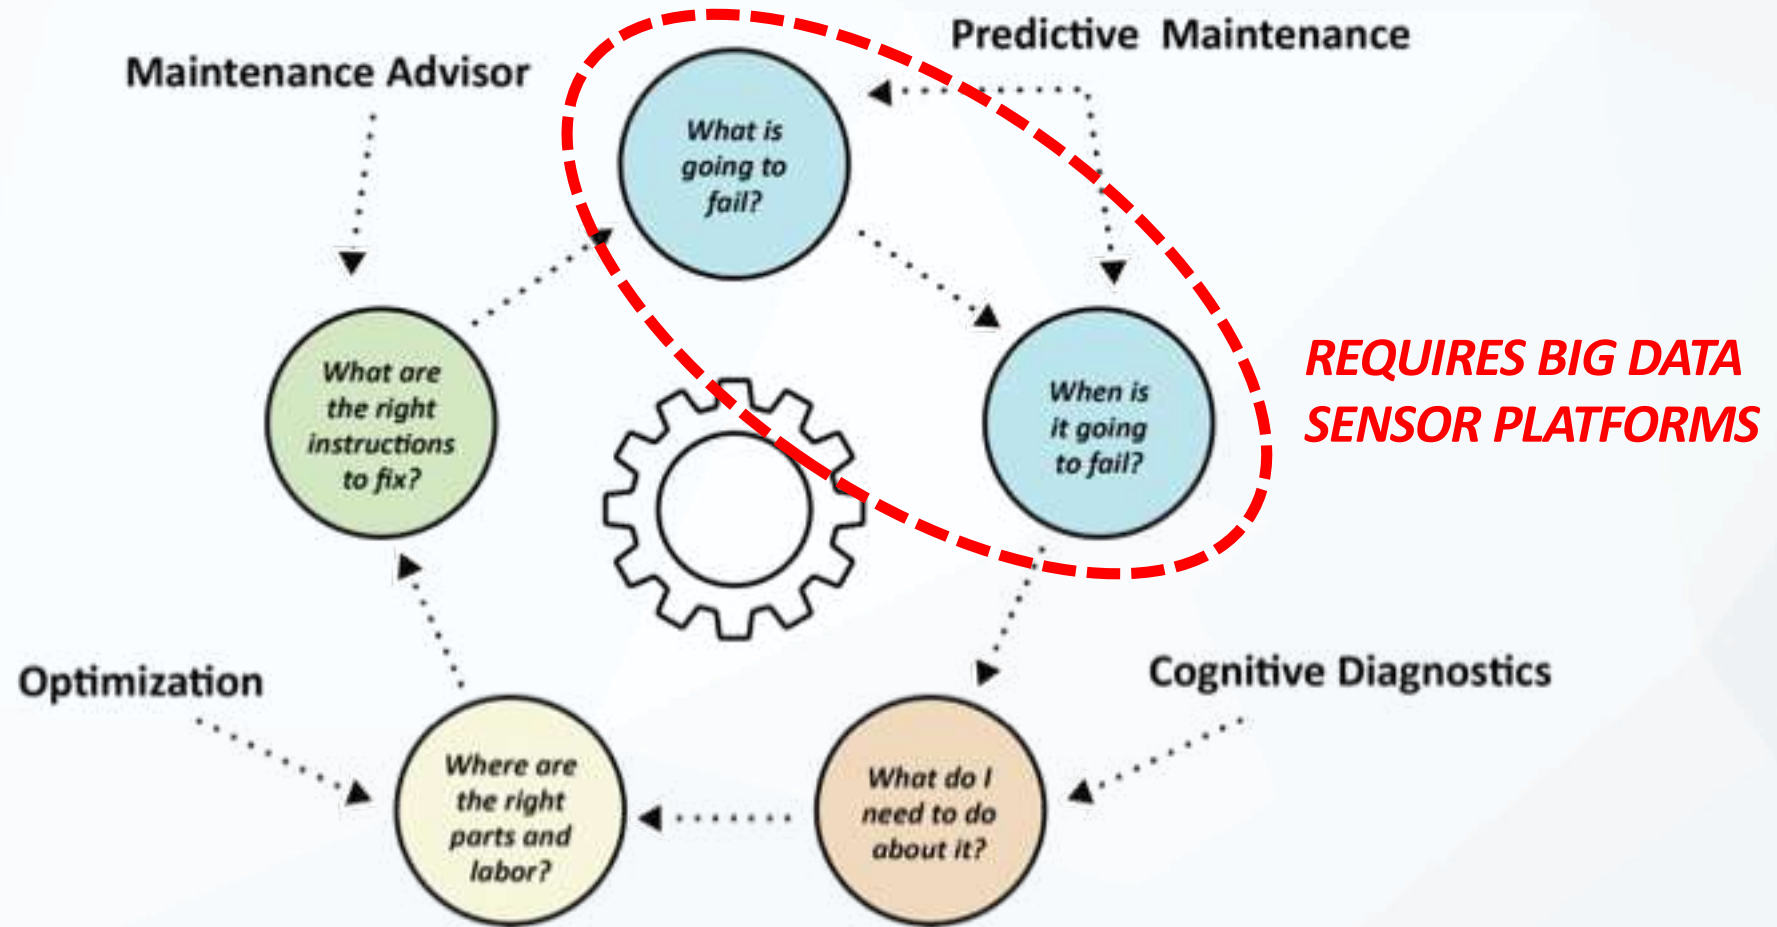 Predictive Maintenance
Maintenance Advisor
What is
going to
fail?
When is
it going
to fail?
REQUIRES BIG DATA
SENSOR PLATFORMS
What are
the right
instructions
to fix?
Optimization
Cognitive Diagnostics
Where are
the right
parts and
labor?
What do I
need to do
about it?